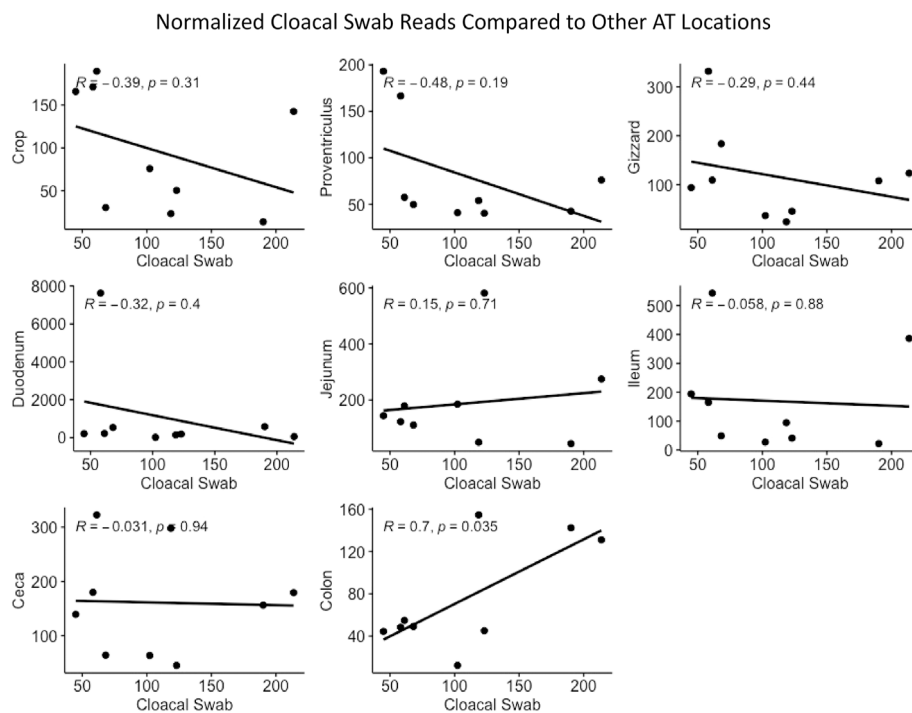 Normalized Cloacal Swab Reads Compared to Other AT Locations
R = −0.39, p = 0.31
150
100
50
Crop
50 100 150 200
Cloacal Swab
R = −0.48, p = 0.19
200
150
100
50
Proventriculus
50 100 150 200
Cloacal Swab
R = −0.29, p = 0.44
300
200
100
Gizzard
50 100 150 200
Cloacal Swab
R = −0.32, p = 0.4
8000
6000
4000
2000
0
Duodenum
50 100 150 200
Cloacal Swab
R = 0.15, p = 0.71
600
400
200
Jejunum
50 100 150 200
Cloacal Swab
R = −0.058, p = 0.88
500
400
300
200
100
0
Ileum
50 100 150 200
Cloacal Swab
R = −0.031, p = 0.94
300
200
100
Ceca
50 100 150 200
Cloacal Swab
R = 0.7, p = 0.035
160
120
80
40
Colon
50 100 150 200
Cloacal Swab